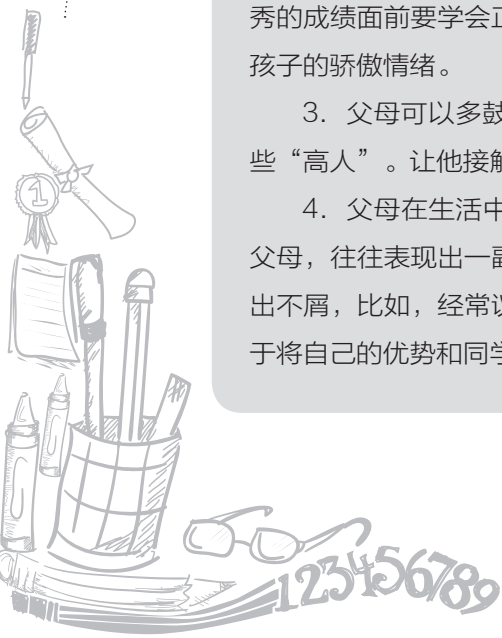 秀的成绩面前要学会正
孩子的骄傲情绪。
3．父母可以多鼓
些“高人”。让他接触
4．父母在生活中
父母，往往表现出一副
出不屑，比如，经常议
于将自己的优势和同学
1
123456789